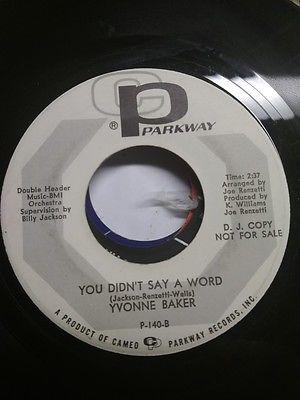 P
® PARKWAY
Double Header
Music-BMI
Orchestra
Supervision by
Billy Jackson
Time: 2:37
Arranged by
Joe Renzetti
Produced by
K. Williams
Joe Renzetti
D. J. COPY
NOT FOR SALE
YOU DIDN'T SAY A WORD
(Jackson-Renzetti-Wells)
YVONNE BAKER
P-140-B
A PRODUCT OF CAMEO PARKWAY RECORDS, INC.